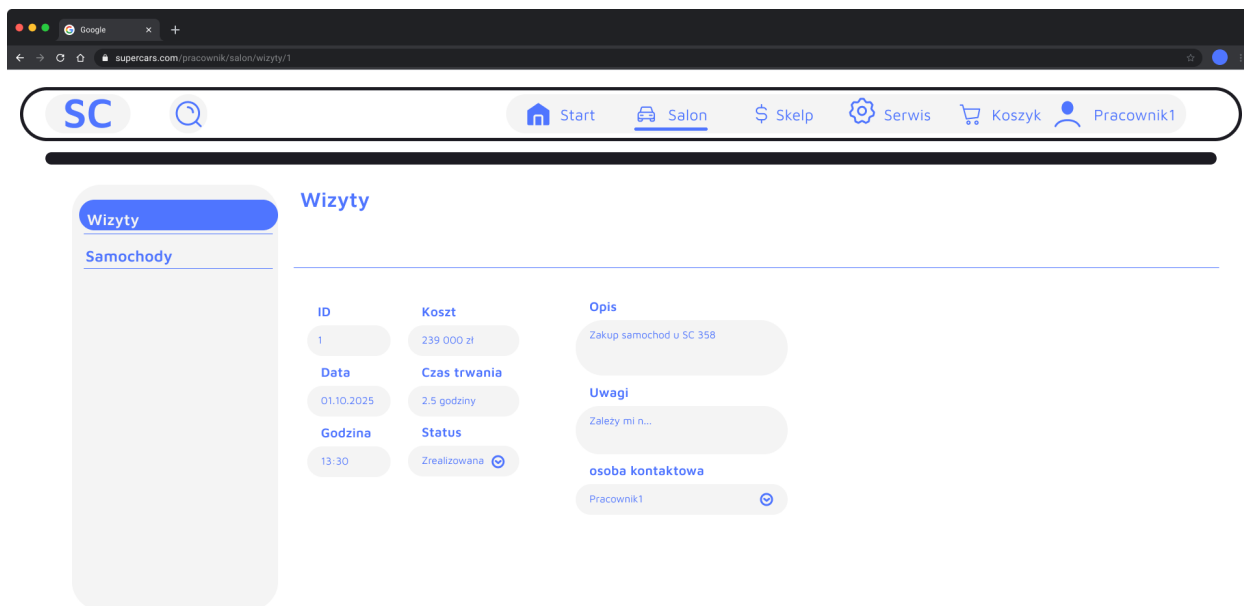 Google
supercars.com/pracownik/salon/wizyty/1
SC Start Salon $ Skelp Serwis Koszyk Pracownik1
Wizyty
Samochody
Wizyty
ID
1
Koszt
239 000 zł
Data
01.10.2025
Czas trwania
2.5 godziny
Godzina
13:30
Status
Zrealizowana
Opis
Zakup samochod u SC 358
Uwagi
Zależy mi n...
osoba kontaktowa
Pracownik1